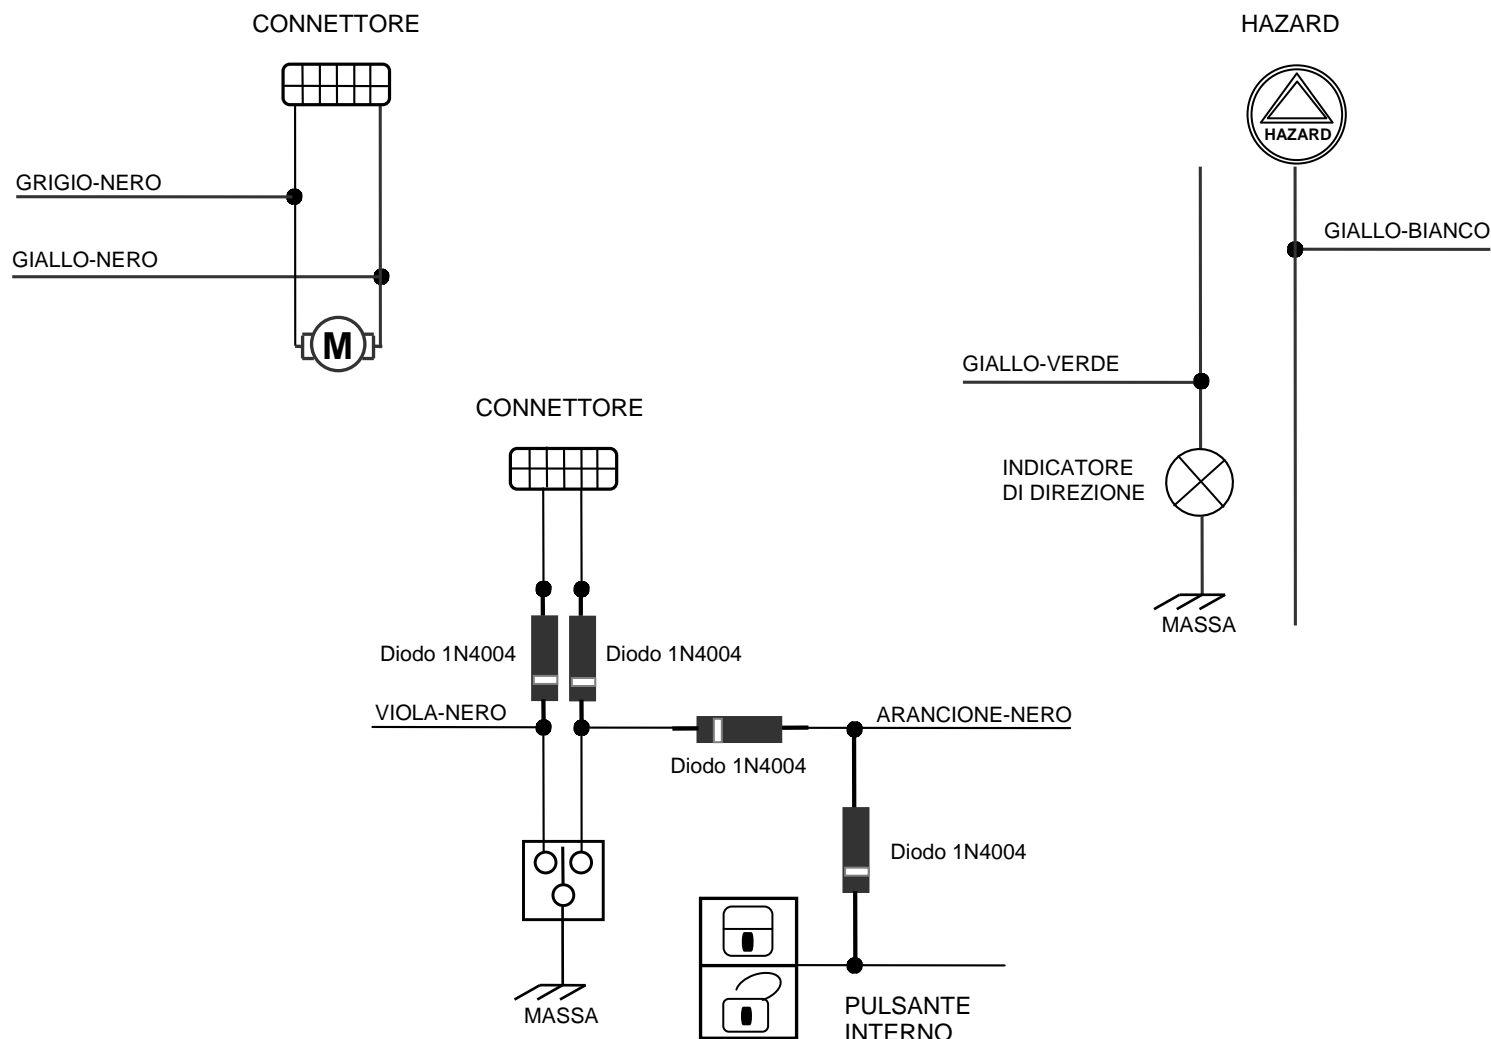 CONNETTORE
HAZARD
HAZARD
GRIGIO-NERO
GIALLO-BIANCO
GIALLO-NERO
M
GIALLO-VERDE
CONNETTORE
INDICATORE
DI DIREZIONE
MASSA
Diodo 1N4004
Diodo 1N4004
VIOLA-NERO
ARANCIONE-NERO
Diodo 1N4004
Diodo 1N4004
MASSA
PULSANTE
INTERNO